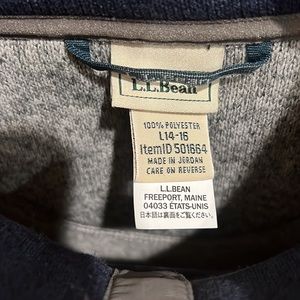 L.L.Bean
100% POLYESTER
L14-16
ItemID 501664
MADE IN JORDAN
CARE ON REVERSE
L.L.BEAN
FREEPORT, MAINE
04033 ÉTATS-UNIS
日本語は裏面をご覧ください。